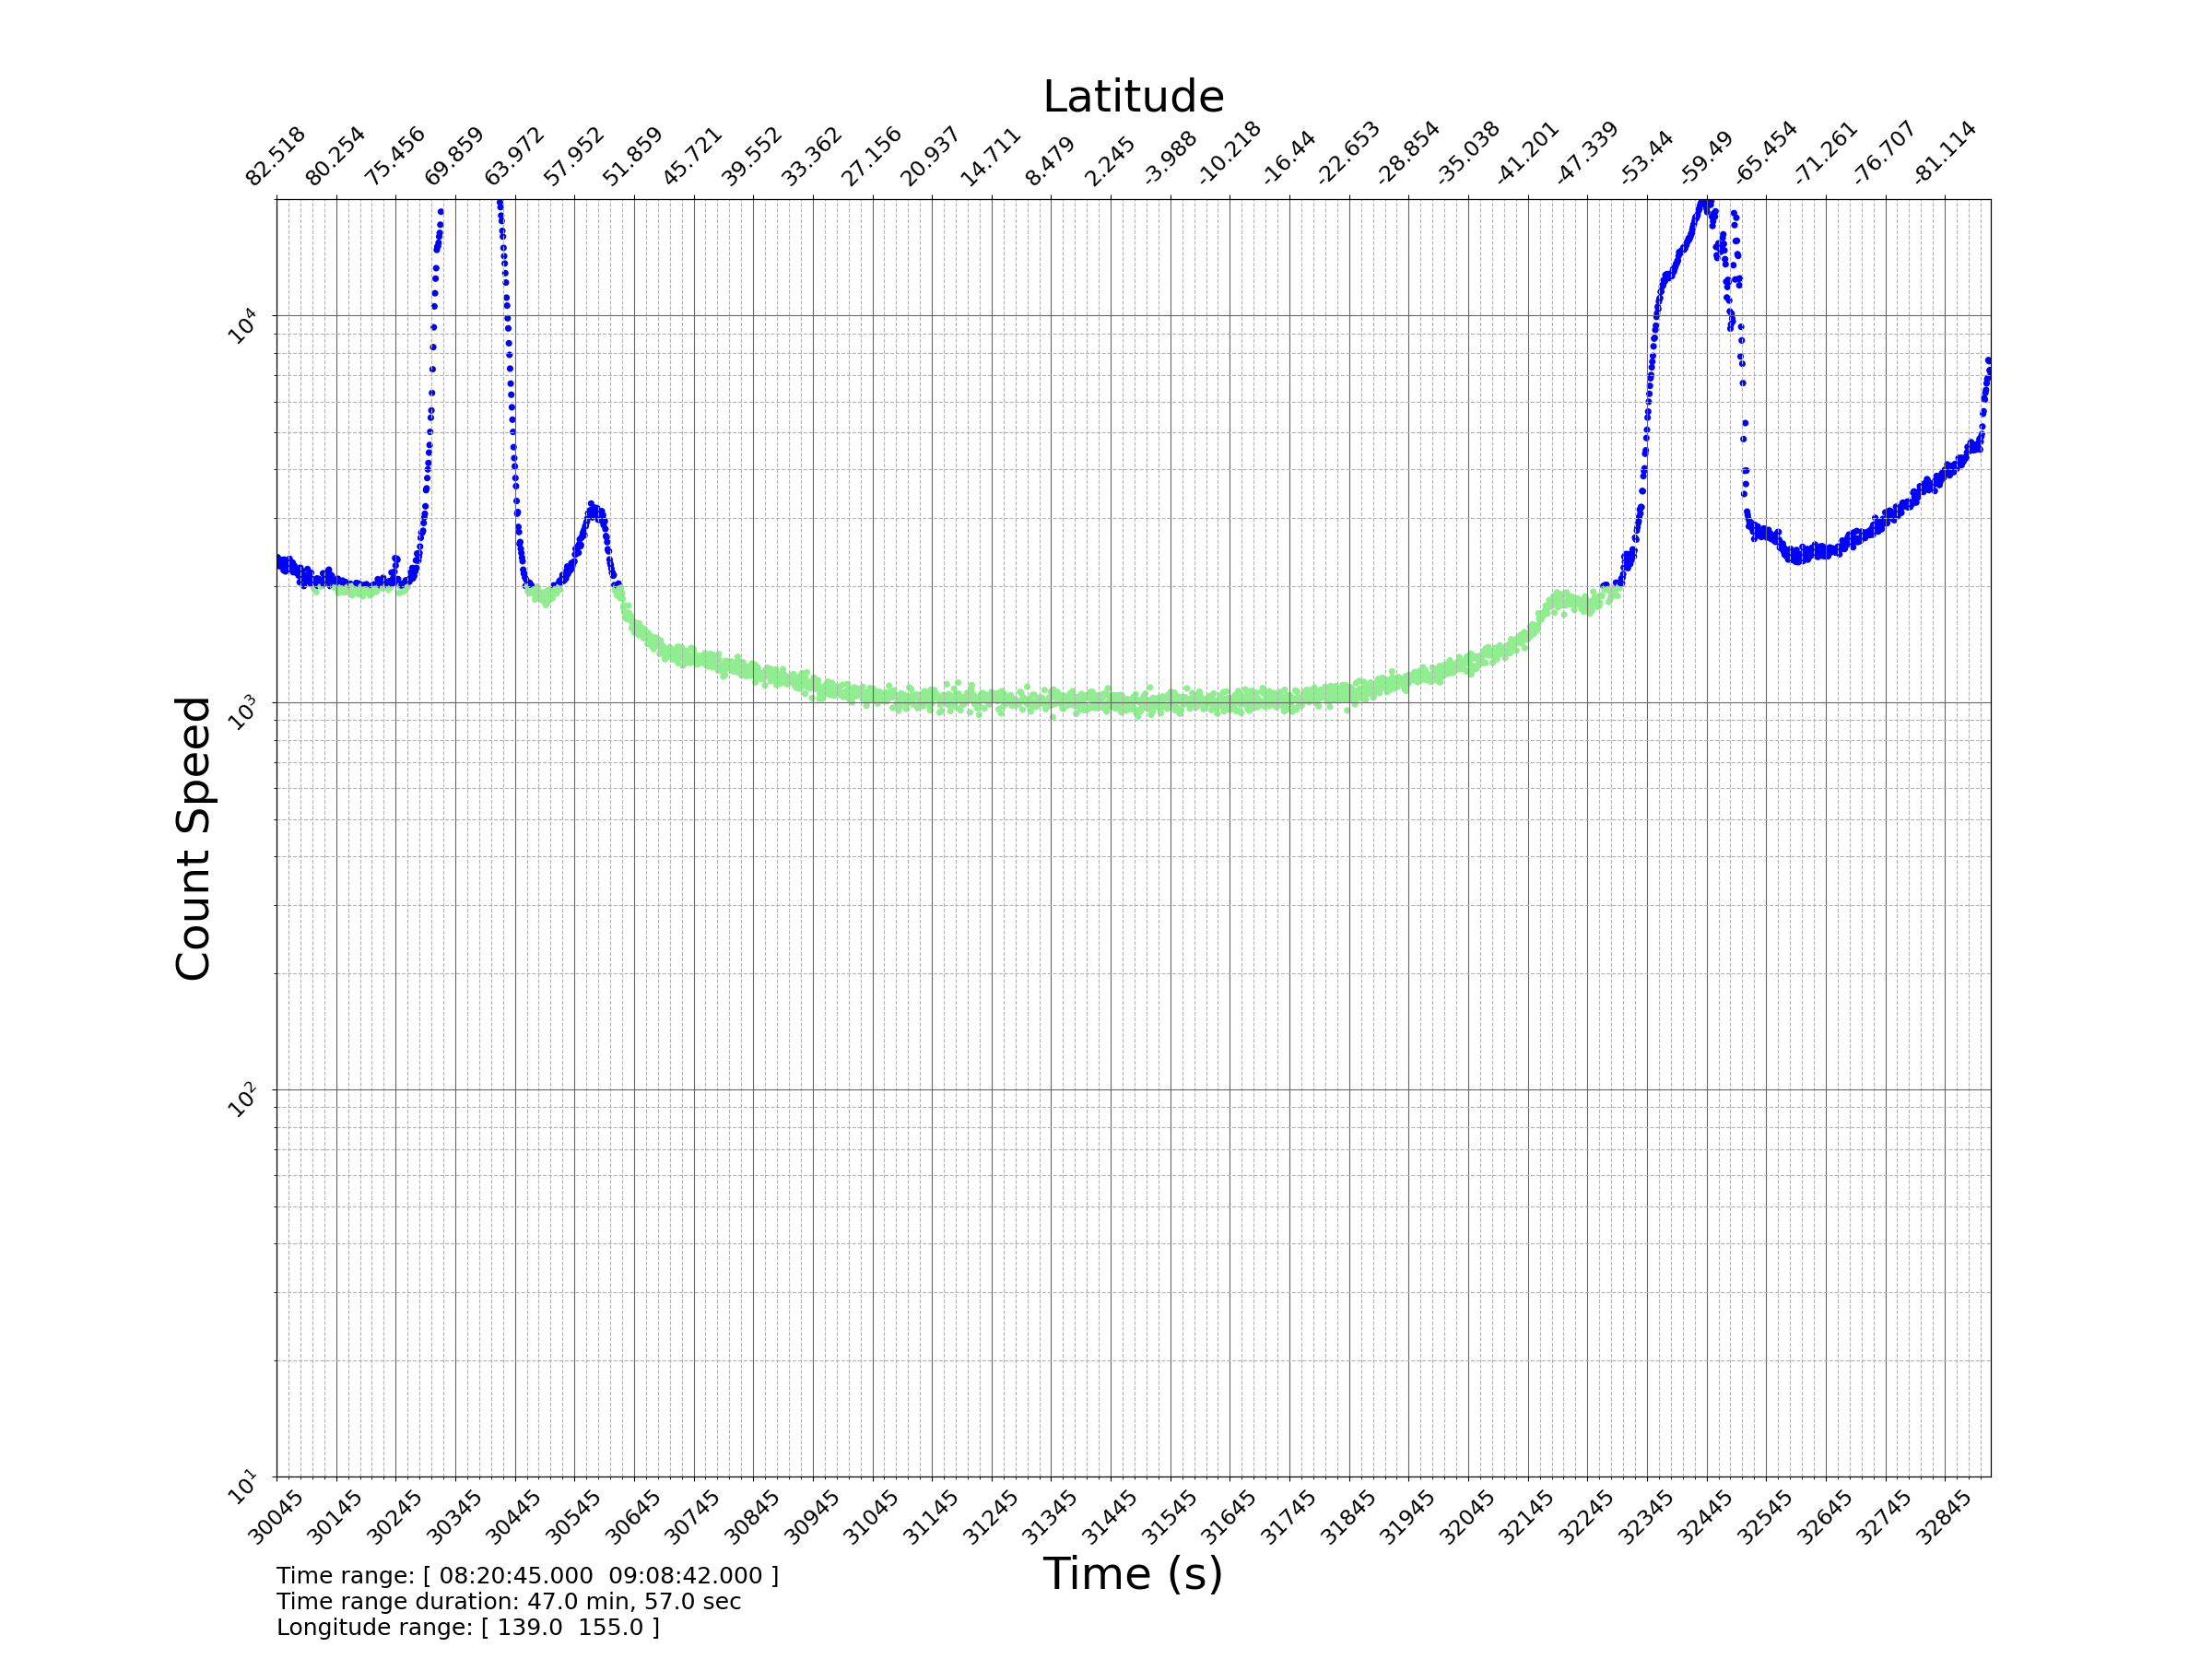 Latitude
82.518 80.254 75.456 69.859 63.972 57.952 51.859 45.721 39.552 33.362 27.156 20.937 14.711 8.479 2.245 -3.988 -10.218 -16.44 -22.653 -28.854 -35.038 -41.201 -47.339 -53.44 -59.49 -65.454 -71.261 -76.707 -81.114
10^4
10^3
Count Speed
10^2
10^1
30045 30145 30245 30345 30445 30545 30645 30745 30845 30945 31045 31145 31245 31345 31445 31545 31645 31745 31845 31945 32045 32145 32245 32345 32445 32545 32645 32745 32845
Time (s)
Time range: [ 08:20:45.000  09:08:42.000 ]
Time range duration: 47.0 min, 57.0 sec
Longitude range: [ 139.0  155.0 ]